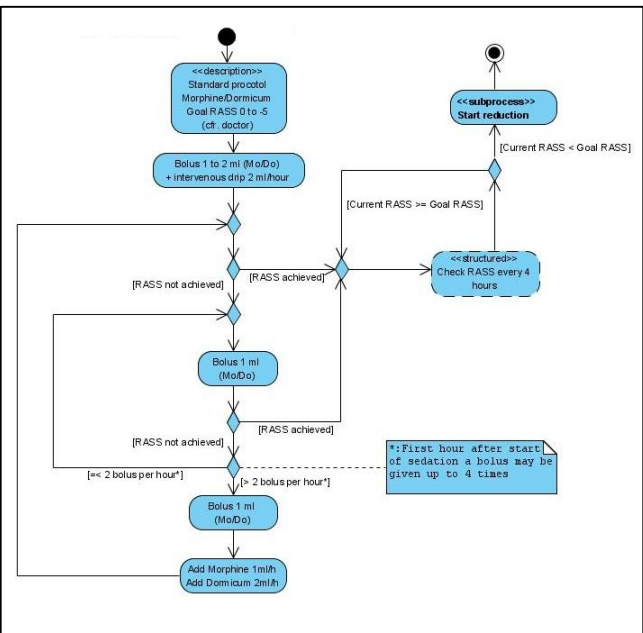 <<description>>
Standard procotol
Morphine/Dormicum
Goal RASS 0 to -5
(cfr. doctor)
<<subprocess>>
Start reduction
[Current RASS < Goal RASS]
Bolus 1 to 2 ml (Mo/Do)
+ intervenous drip 2 ml/hour
[Current RASS >= Goal RASS]
<<structured>>
Check RASS every 4
hours
[RASS achieved]
[RASS not achieved]
Bolus 1 ml
(Mo/Do)
[RASS achieved]
[RASS not achieved]
*:First hour after start
of sedation a bolus may be
given up to 4 times
[=< 2 bolus per hour*]
[> 2 bolus per hour*]
Bolus 1 ml
(Mo/Do)
Add Morphine 1ml/h
Add Dormicum 2ml/h